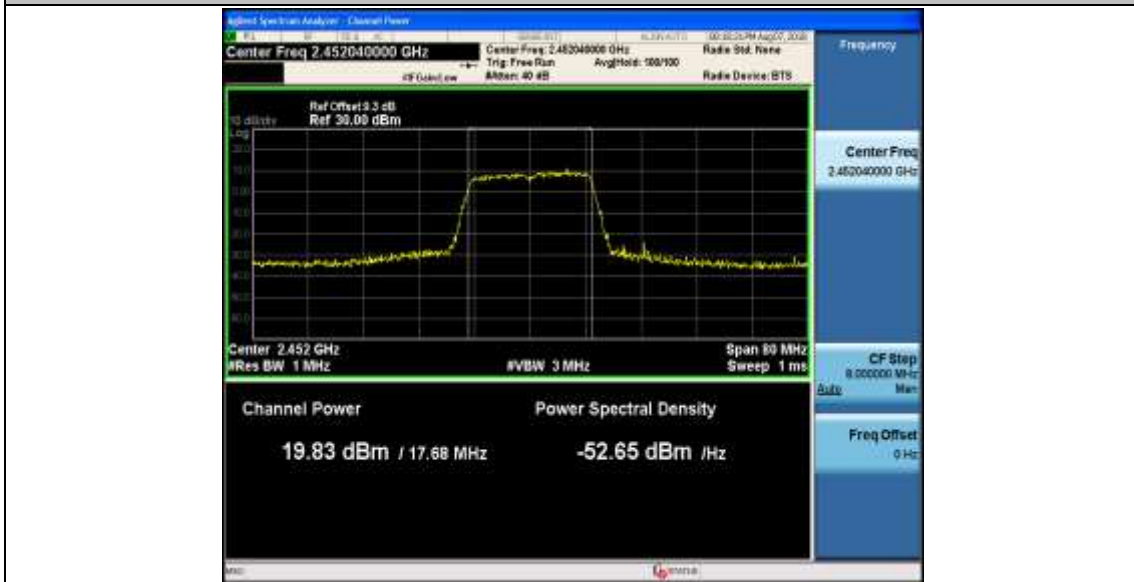 Agilent Spectrum Analyzer - Channel Power
Center Freq 2.452040000 GHz
Center Freq: 2.452040000 GHz
Radio Std: None
Trig: Free Run
Avg|Hold: 100/100
#IFGain:Low
#Atten: 40 dB
Radio Device: BTS
Frequency
Ref Offset 9.3 dB
10 dB/div
Ref 30.00 dBm
Log
Center Freq
2.452040000 GHz
Center 2.452 GHz
Span 80 MHz
#Res BW 1 MHz
#VBW 3 MHz
Sweep 1 ms
CF Step
8.000000 MHz
Auto
Man
Channel Power
Power Spectral Density
Freq Offset
0 Hz
19.83 dBm / 17.68 MHz
-52.65 dBm /Hz
MSG
STATUS